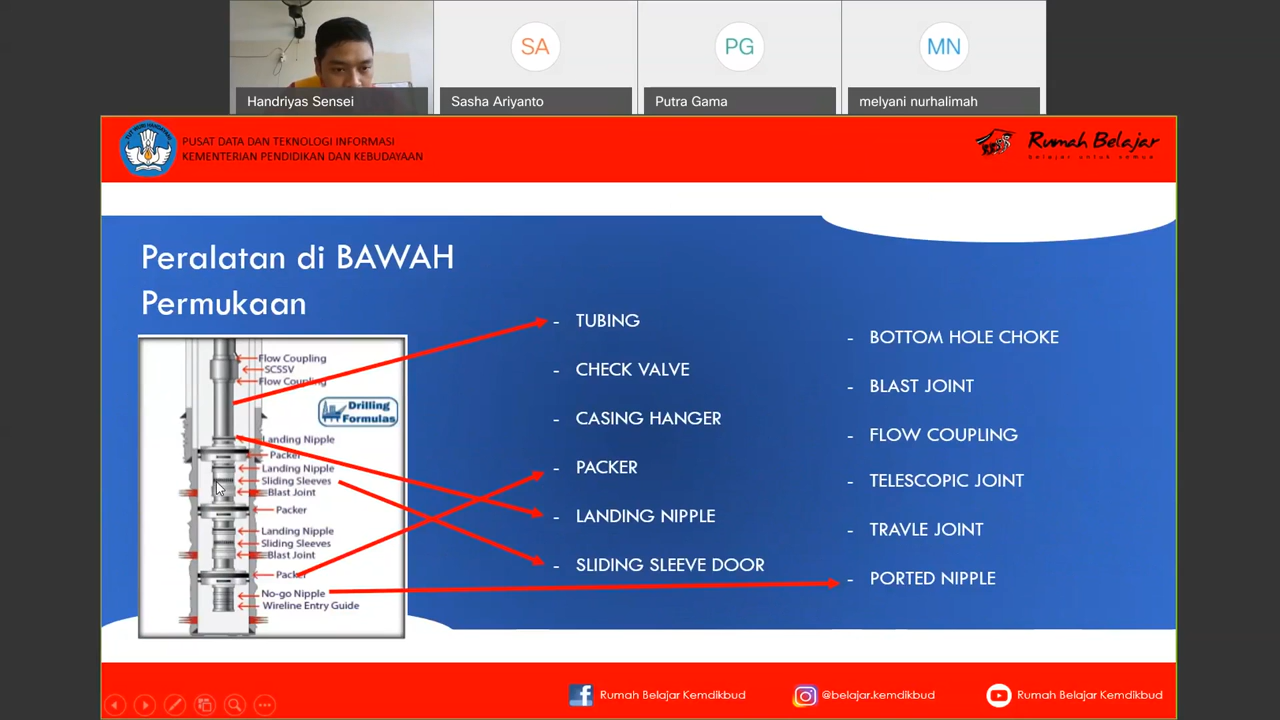 SA
PG
MN
Handriyas Sensei
Sasha Ariyanto
Putra Gama
melyani nurhalimah
PUSAT DATA DAN TEKNOLOGI INFORMASI
KEMENTERIAN PENDIDIKAN DAN KEBUDAYAAN
Rumah Belajar
belajar untuk semua
Peralatan di BAWAH
Permukaan
Flow Coupling
SCSSV
Flow Coupling
Drilling
Formulas
Landing Nipple
Packer
Landing Nipple
Sliding Sleeves
Blast Joint
Packer
Landing Nipple
Sliding Sleeves
Blast Joint
Packer
No-go Nipple
Wireline Entry Guide
- TUBING
- CHECK VALVE
- CASING HANGER
- PACKER
- LANDING NIPPLE
- SLIDING SLEEVE DOOR
- BOTTOM HOLE CHOKE
- BLAST JOINT
- FLOW COUPLING
- TELESCOPIC JOINT
- TRAVLE JOINT
- PORTED NIPPLE
Rumah Belajar Kemdikbud
@belajar.kemdikbud
Rumah Belajar Kemdikbud